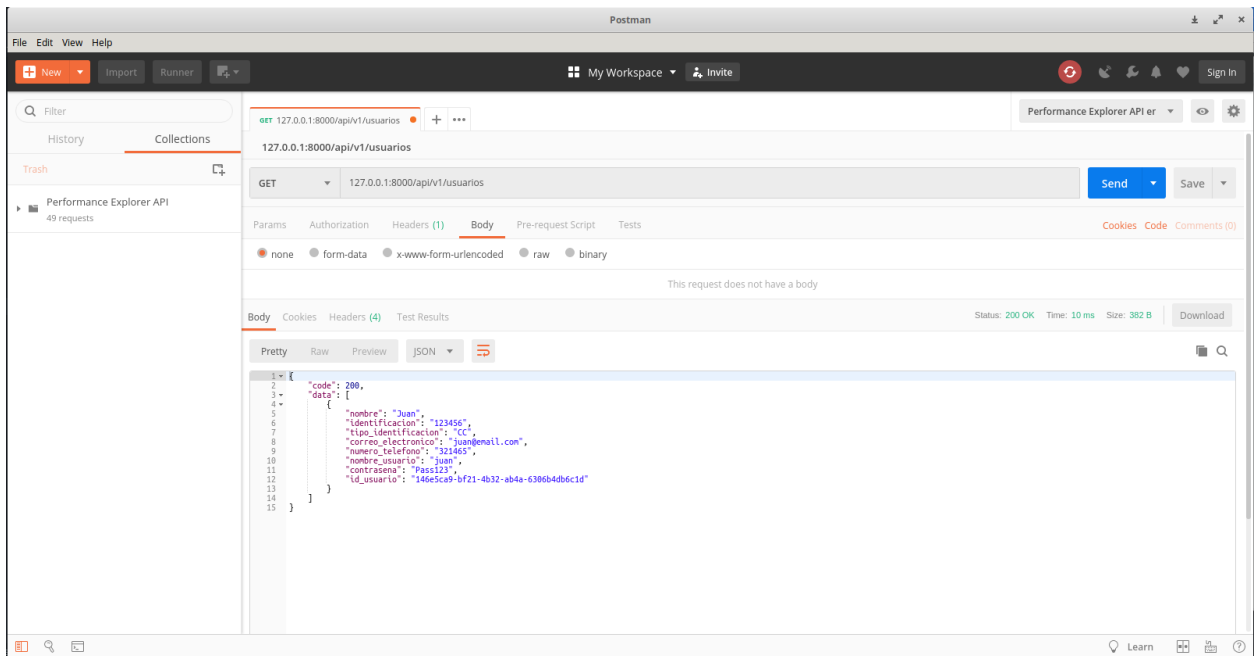 Postman
File Edit View Help
New Import Runner My Workspace Invite Sign In
Filter
History Collections
Trash
Performance Explorer API
49 requests
GET 127.0.0.1:8000/api/v1/usuarios
Performance Explorer API er
127.0.0.1:8000/api/v1/usuarios
GET 127.0.0.1:8000/api/v1/usuarios Send Save
Params Authorization Headers (1) Body Pre-request Script Tests Cookies Code Comments (0)
none form-data x-www-form-urlencoded raw binary
This request does not have a body
Body Cookies Headers (4) Test Results Status: 200 OK Time: 10 ms Size: 382 B Download
Pretty Raw Preview JSON
1 {
2 "code": 200,
3 "data": [
4 {
5 "nombre": "Juan",
6 "identificacion": "123456",
7 "tipo_identificacion": "CC",
8 "correo_electronico": "juan@email.com",
9 "numero_telefono": "321465",
10 "nombre_usuario": "juan",
11 "contrasena": "Pass123",
12 "id_usuario": "146e5ca9-bf21-4b32-ab4a-6306b4db6c1d"
13 }
14 ]
15 }
Learn